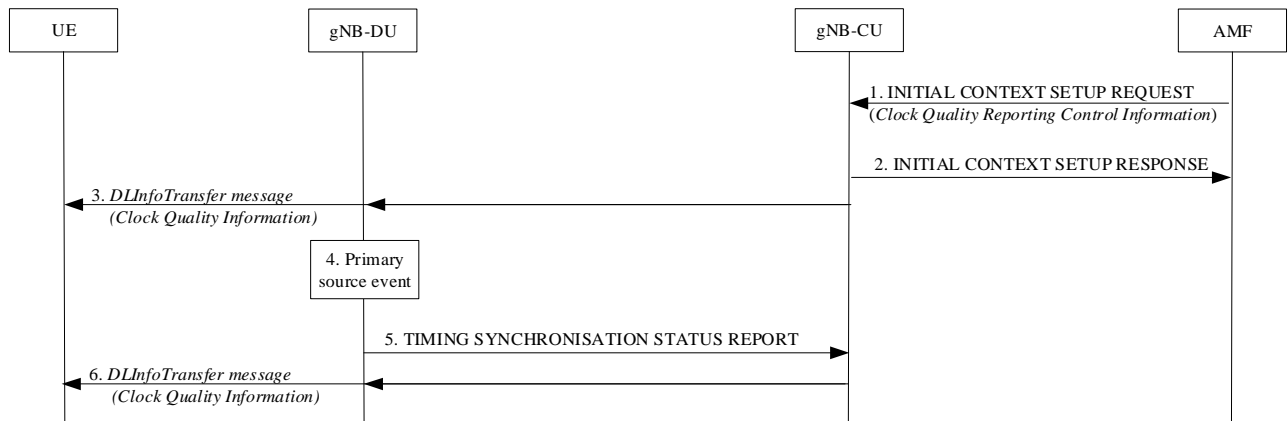 UE
gNB-DU
gNB-CU
AMF
1. INITIAL CONTEXT SETUP REQUEST
(Clock Quality Reporting Control Information)
2. INITIAL CONTEXT SETUP RESPONSE
3. DLInfoTransfer message
(Clock Quality Information)
4. Primary
source event
5. TIMING SYNCHRONISATION STATUS REPORT
6. DLInfoTransfer message
(Clock Quality Information)